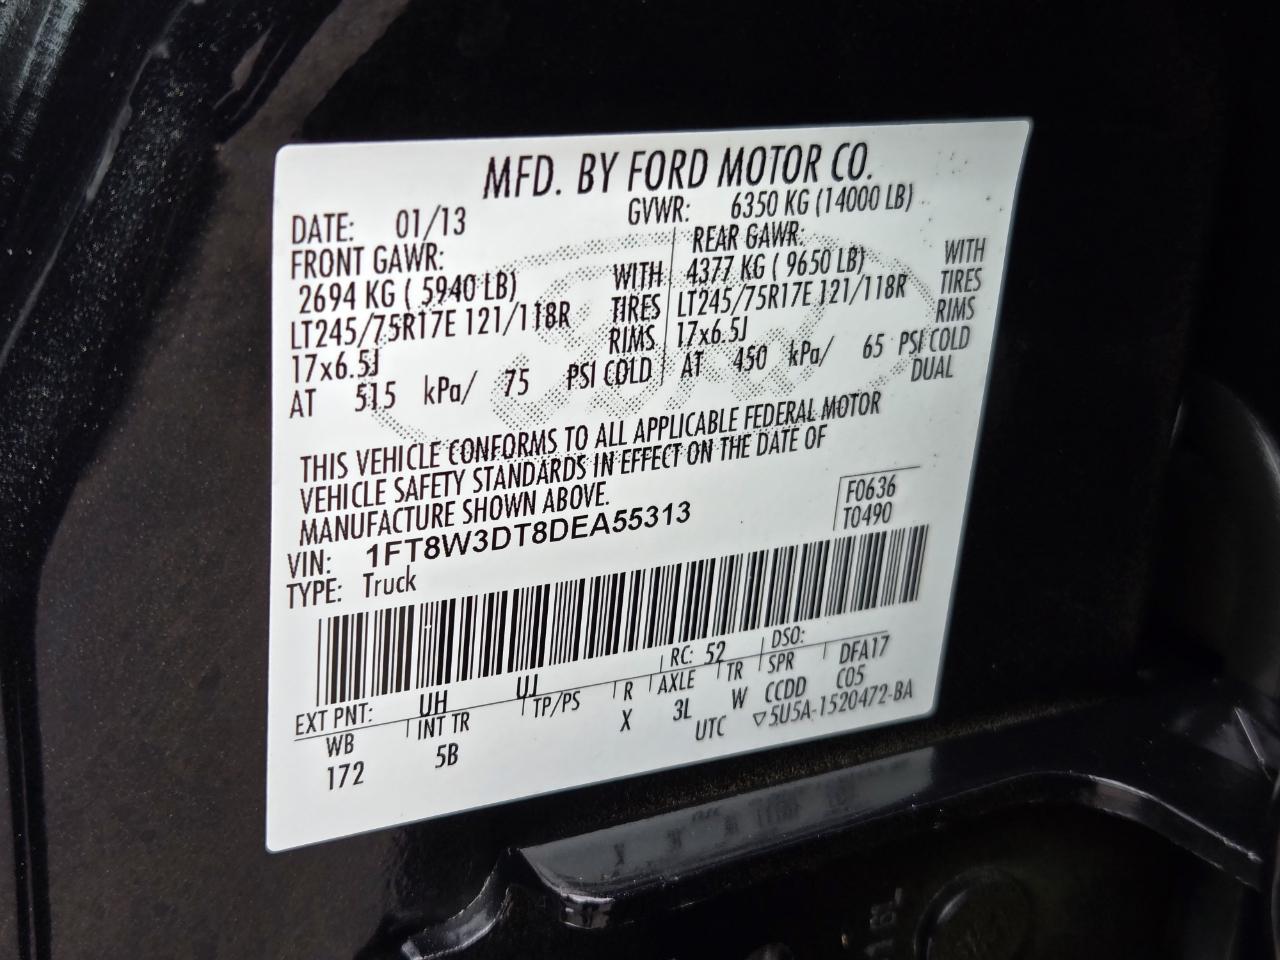 MFD. BY FORD MOTOR CO.
DATE: 01/13 GVWR: 6350 KG (14000 LB)
FRONT GAWR: REAR GAWR:
2694 KG ( 5940 LB) WITH 4377 KG ( 9650 LB) WITH
LT245/75R17E 121/118R TIRES LT245/75R17E 121/118R TIRES
17x6.5J RIMS 17x6.5J RIMS
AT 515 kPa/ 75 PSI COLD AT 450 kPa/ 65 PSI COLD
DUAL
THIS VEHICLE CONFORMS TO ALL APPLICABLE FEDERAL MOTOR
VEHICLE SAFETY STANDARDS IN EFFECT ON THE DATE OF
MANUFACTURE SHOWN ABOVE.
F0636
T0490
VIN: 1FT8W3DT8DEA55313
TYPE: Truck
EXT PNT: UH UJ RC: 52 DSO:
WB INT TR TP/PS R AXLE TR SPR DFA17
172 5B X 3L W CCDD C05
UTC ▽5U5A-1520472-BA